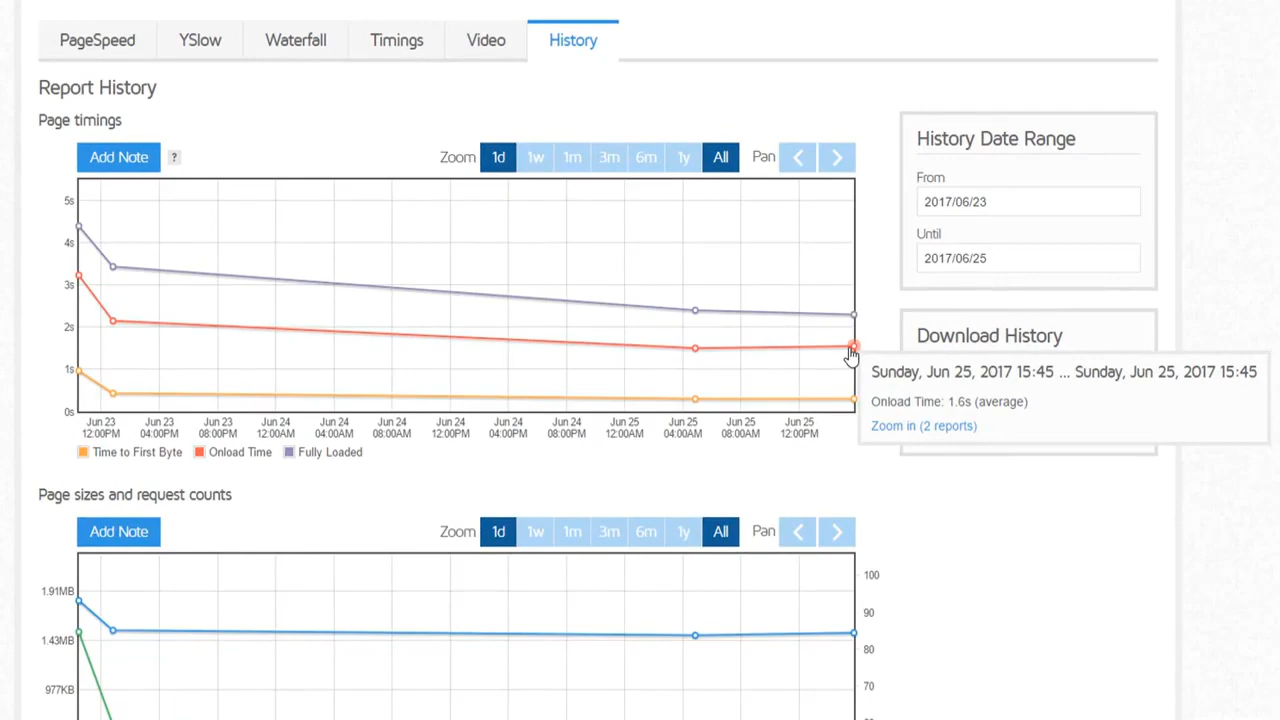 PageSpeed YSlow Waterfall Timings Video History
Report History
Page timings
Add Note ? Zoom 1d 1w 1m 3m 6m 1y All Pan
5s
4s
3s
2s
1s
0s
Jun 23 Jun 23 Jun 23 Jun 24 Jun 24 Jun 24 Jun 24 Jun 24 Jun 24 Jun 25 Jun 25 Jun 25 Jun 25
12:00PM 04:00PM 08:00PM 12:00AM 04:00AM 08:00AM 12:00PM 04:00PM 08:00PM 12:00AM 04:00AM 08:00AM 12:00PM
Time to First Byte Onload Time Fully Loaded
History Date Range
From
2017/06/23
Until
2017/06/25
Download History
Sunday, Jun 25, 2017 15:45 ... Sunday, Jun 25, 2017 15:45
Onload Time: 1.6s (average)
Zoom in (2 reports)
Page sizes and request counts
Add Note Zoom 1d 1w 1m 3m 6m 1y All Pan
1.91MB
1.43MB
977KB
100
90
80
70